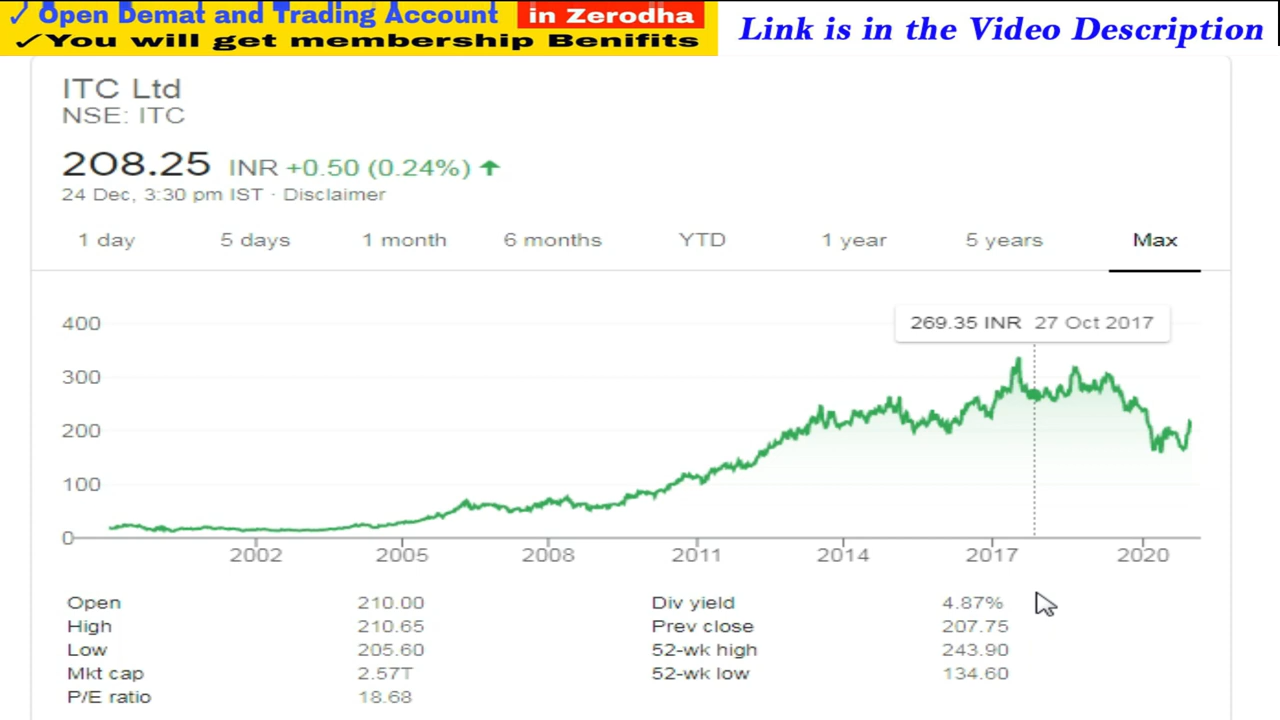 ✓ Open Demat and Trading Account in Zerodha
✓You will get membership Benifits
Link is in the Video Description
ITC Ltd
NSE: ITC
208.25 INR +0.50 (0.24%) ↑
24 Dec, 3:30 pm IST · Disclaimer
1 day 5 days 1 month 6 months YTD 1 year 5 years Max
269.35 INR 27 Oct 2017
400
300
200
100
0
2002 2005 2008 2011 2014 2017 2020
Open 210.00 Div yield 4.87%
High 210.65 Prev close 207.75
Low 205.60 52-wk high 243.90
Mkt cap 2.57T 52-wk low 134.60
P/E ratio 18.68